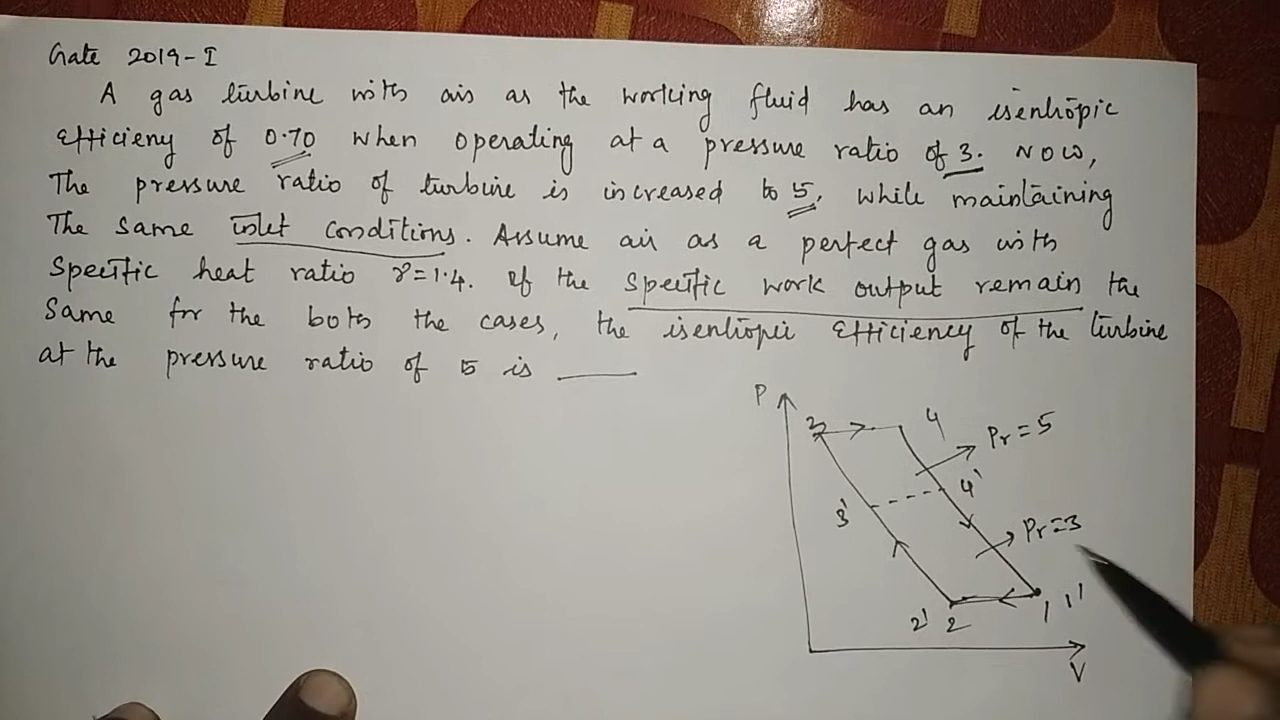 Gate 2019-I
A gas turbine with air as the working fluid has an isentropic
Efficieny of 0.70 when operating at a pressure ratio of 3. Now,
The pressure ratio of turbine is increased to 5, while maintaining
The same inlet conditions. Assume air as a perfect gas with
Specific heat ratio γ=1.4. If the specific work output remain the
Same for the both the cases, the isentropic Efficiency of the turbine
at the pressure ratio of 5 is ____
P
3
4
Pr=5
4'
3'
Pr=3
2' 2
1 1'
V